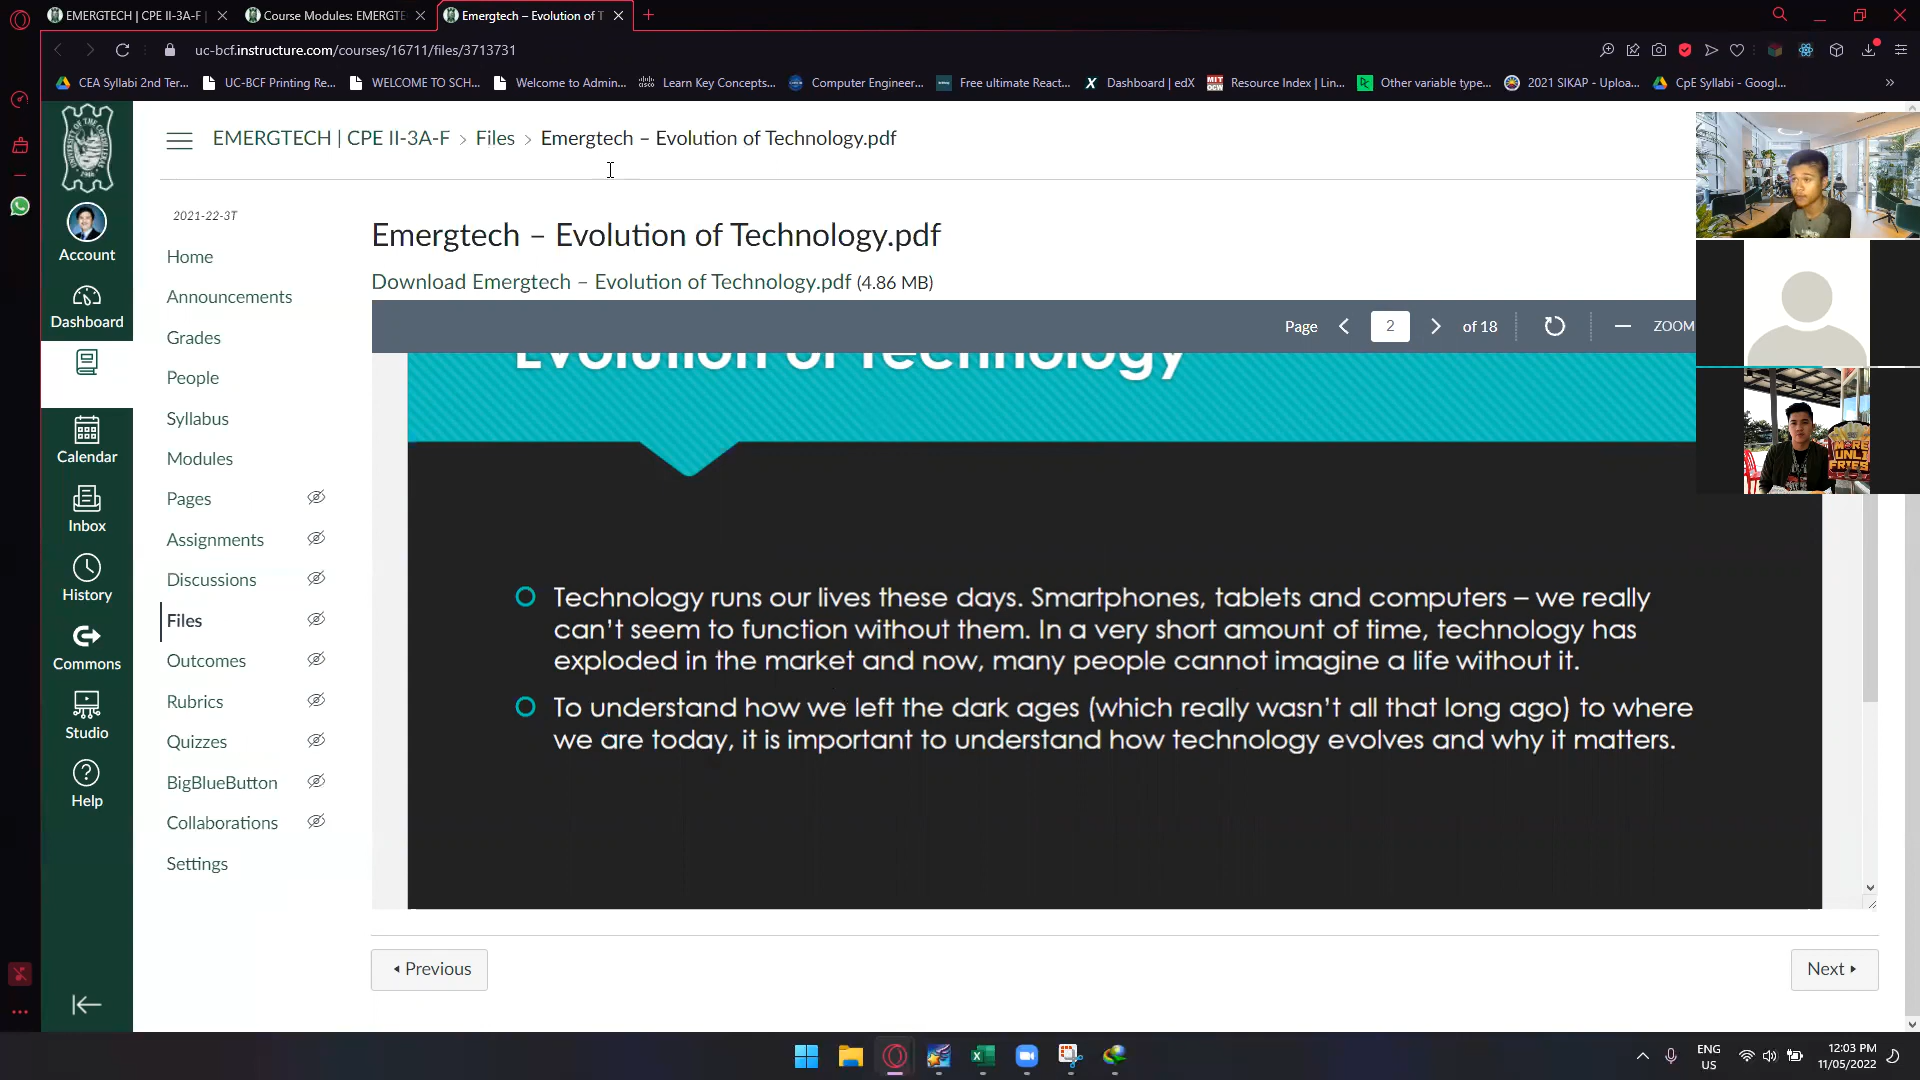 EMERGTECH | CPE II-3A-F |
Course Modules: EMERGTE
Emergtech – Evolution of T
uc-bcf.instructure.com/courses/16711/files/3713731
CEA Syllabi 2nd Ter...
UC-BCF Printing Re...
WELCOME TO SCH...
Welcome to Admin...
Learn Key Concepts...
Computer Engineer...
Free ultimate React...
Dashboard | edX
Resource Index | Lin...
Other variable type...
2021 SIKAP - Uploa...
CpE Syllabi - Googl...
EMERGTECH | CPE II-3A-F > Files > Emergtech – Evolution of Technology.pdf
Account
Dashboard
Calendar
Inbox
History
Commons
Studio
Help
2021-22-3T
Home
Announcements
Grades
People
Syllabus
Modules
Pages
Assignments
Discussions
Files
Outcomes
Rubrics
Quizzes
BigBlueButton
Collaborations
Settings
Emergtech – Evolution of Technology.pdf
Download Emergtech – Evolution of Technology.pdf (4.86 MB)
Page 2 of 18 ZOOM
Evolution of Technology
Technology runs our lives these days. Smartphones, tablets and computers – we really
can't seem to function without them. In a very short amount of time, technology has
exploded in the market and now, many people cannot imagine a life without it.
To understand how we left the dark ages (which really wasn't all that long ago) to where
we are today, it is important to understand how technology evolves and why it matters.
MORE
UNLI
FRIES
Previous
Next
ENG
US
12:03 PM
11/05/2022